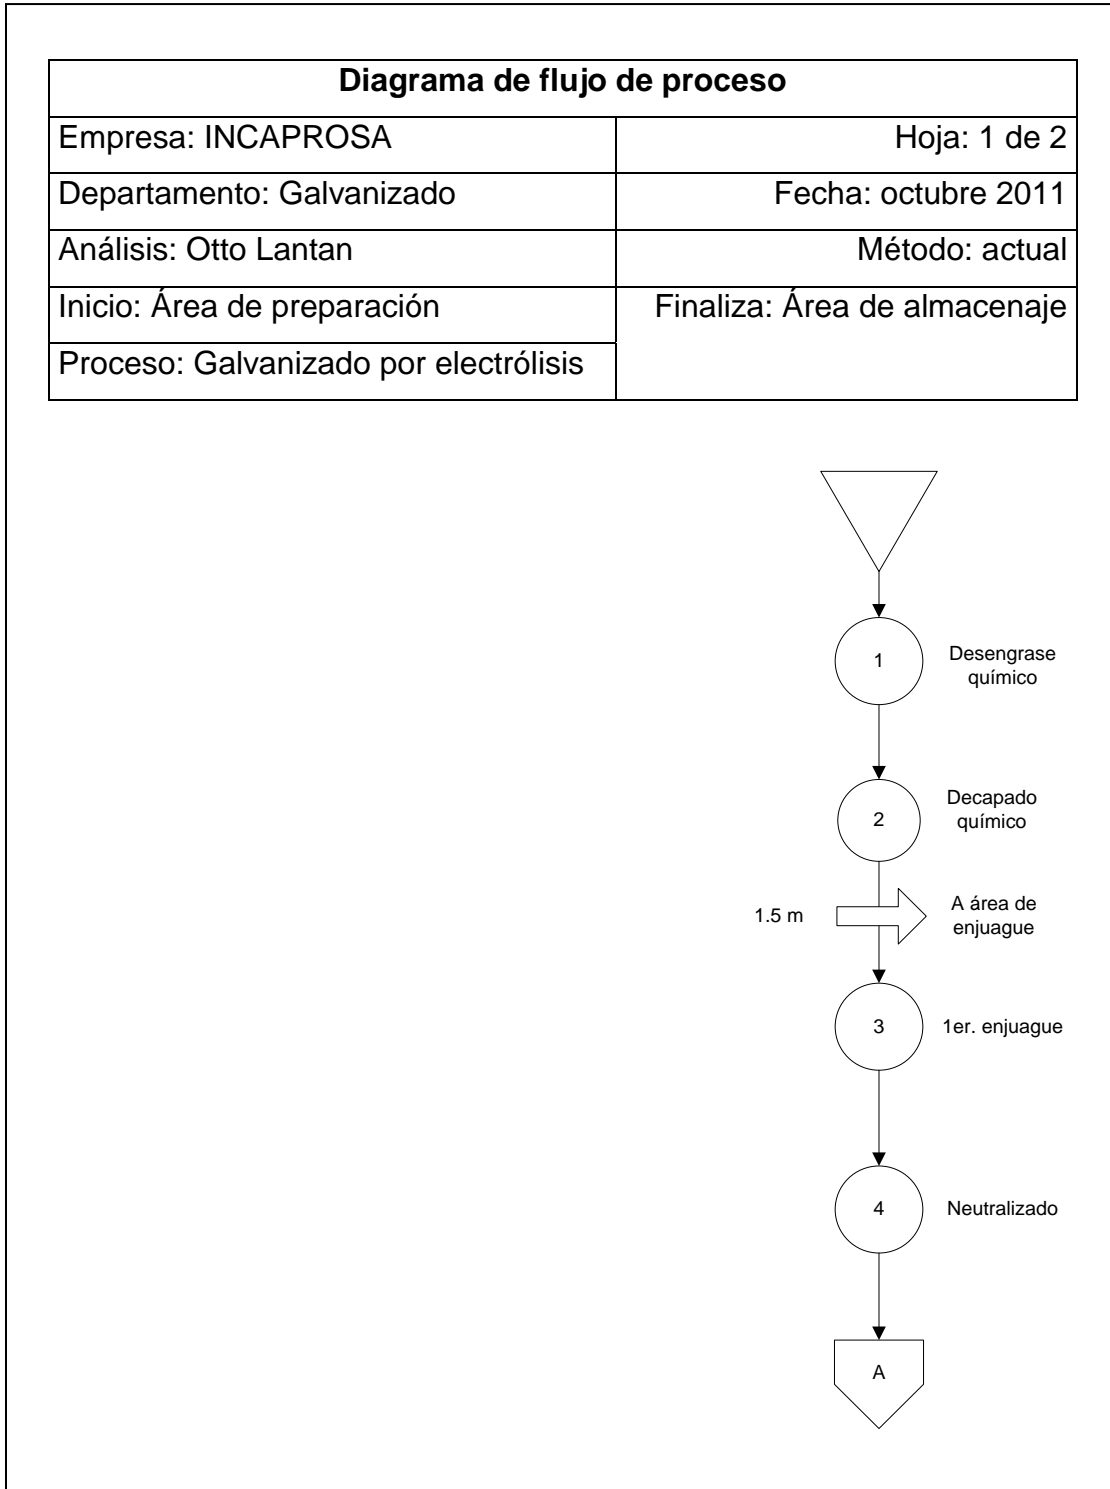 Diagrama de flujo de proceso
Empresa: INCAPROSA
Hoja: 1 de 2
Departamento: Galvanizado
Fecha: octubre 2011
Análisis: Otto Lantan
Método: actual
Inicio: Área de preparación
Finaliza: Área de almacenaje
Proceso: Galvanizado por electrólisis
1
Desengrase
químico
2
Decapado
químico
1.5 m
A área de
enjuague
3
1er. enjuague
4
Neutralizado
A